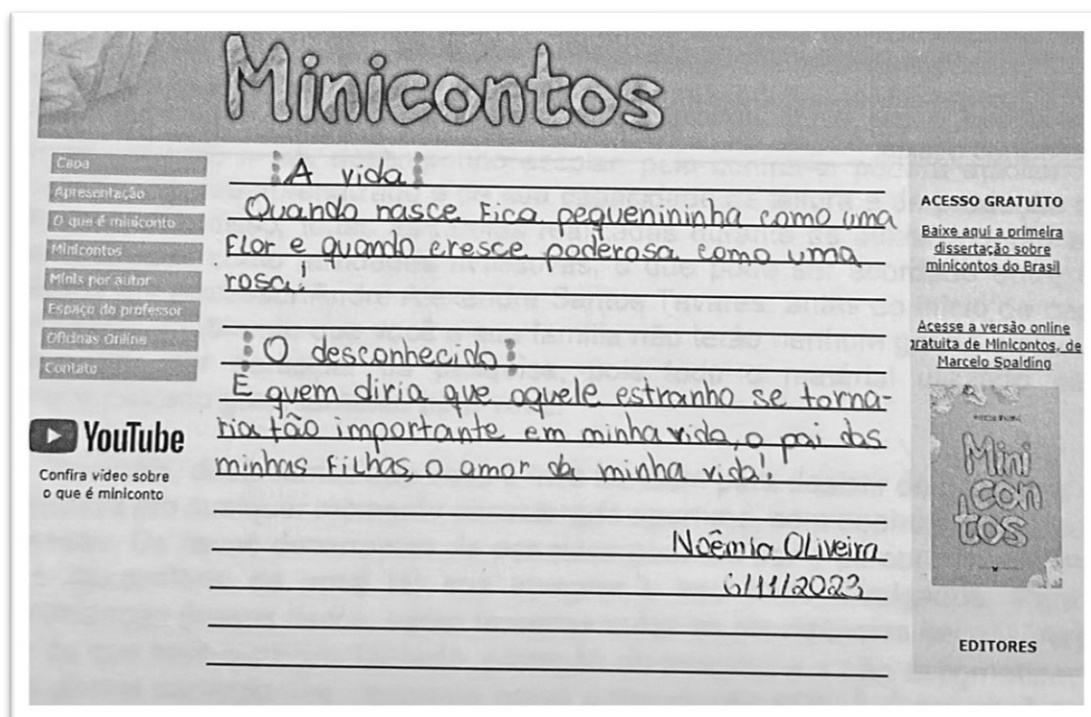 Minicontos
Capa
Apresentação
O que é miniconto
Minicontos
Minis por autor
Espaço do professor
Oficinas Online
Contato
YouTube
Confira vídeo sobre
o que é miniconto
A vida
Quando nasce fica pequenininha como uma
flor e quando cresce poderosa como uma
rosa!
O desconhecido
E quem diria que aquele estranho se torna-
ria tão importante em minha vida, o pai das
minhas filhas, o amor da minha vida!
Noêmia Oliveira
6/11/2023
ACESSO GRATUITO
Baixe aqui a primeira
dissertação sobre
minicontos do Brasil
Acesse a versão online
gratuita de Minicontos, de
Marcelo Spalding
Mini
con
tos
EDITORES